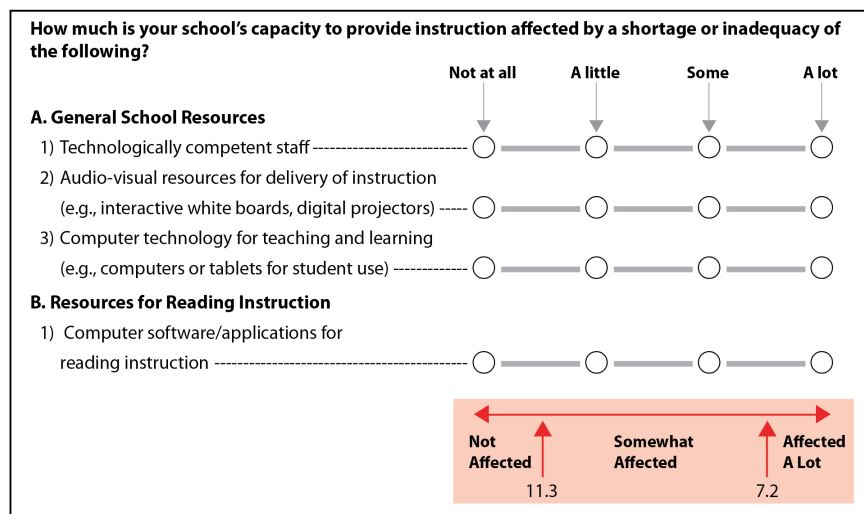 How much is your school's capacity to provide instruction affected by a shortage or inadequacy of
the following?
Not at all A little Some A lot
A. General School Resources
1) Technologically competent staff
2) Audio-visual resources for delivery of instruction
(e.g., interactive white boards, digital projectors)
3) Computer technology for teaching and learning
(e.g., computers or tablets for student use)
B. Resources for Reading Instruction
1) Computer software/applications for
reading instruction
Not Somewhat Affected
Affected Affected A Lot
11.3 7.2